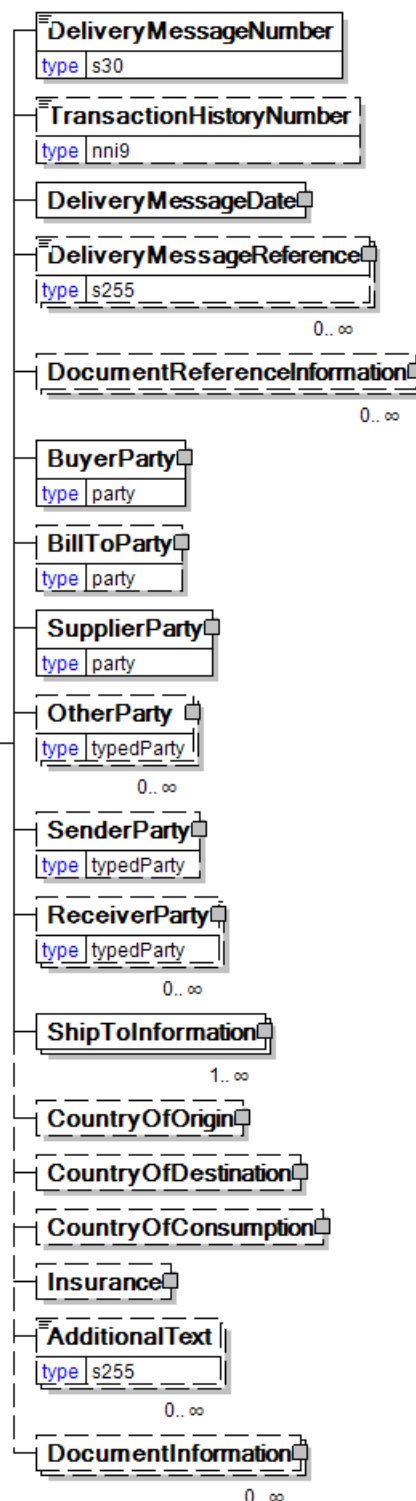 DeliveryMessageNumber
type s30
TransactionHistoryNumber
type nni9
DeliveryMessageDate
DeliveryMessageReference
type s255
0.. ∞
DocumentReferenceInformation
0.. ∞
BuyerParty
type party
BillToParty
type party
SupplierParty
type party
OtherParty
type typedParty
0.. ∞
SenderParty
type typedParty
ReceiverParty
type typedParty
0.. ∞
ShipToInformation
1.. ∞
CountryOfOrigin
CountryOfDestination
CountryOfConsumption
Insurance
AdditionalText
type s255
0.. ∞
DocumentInformation
0.. ∞